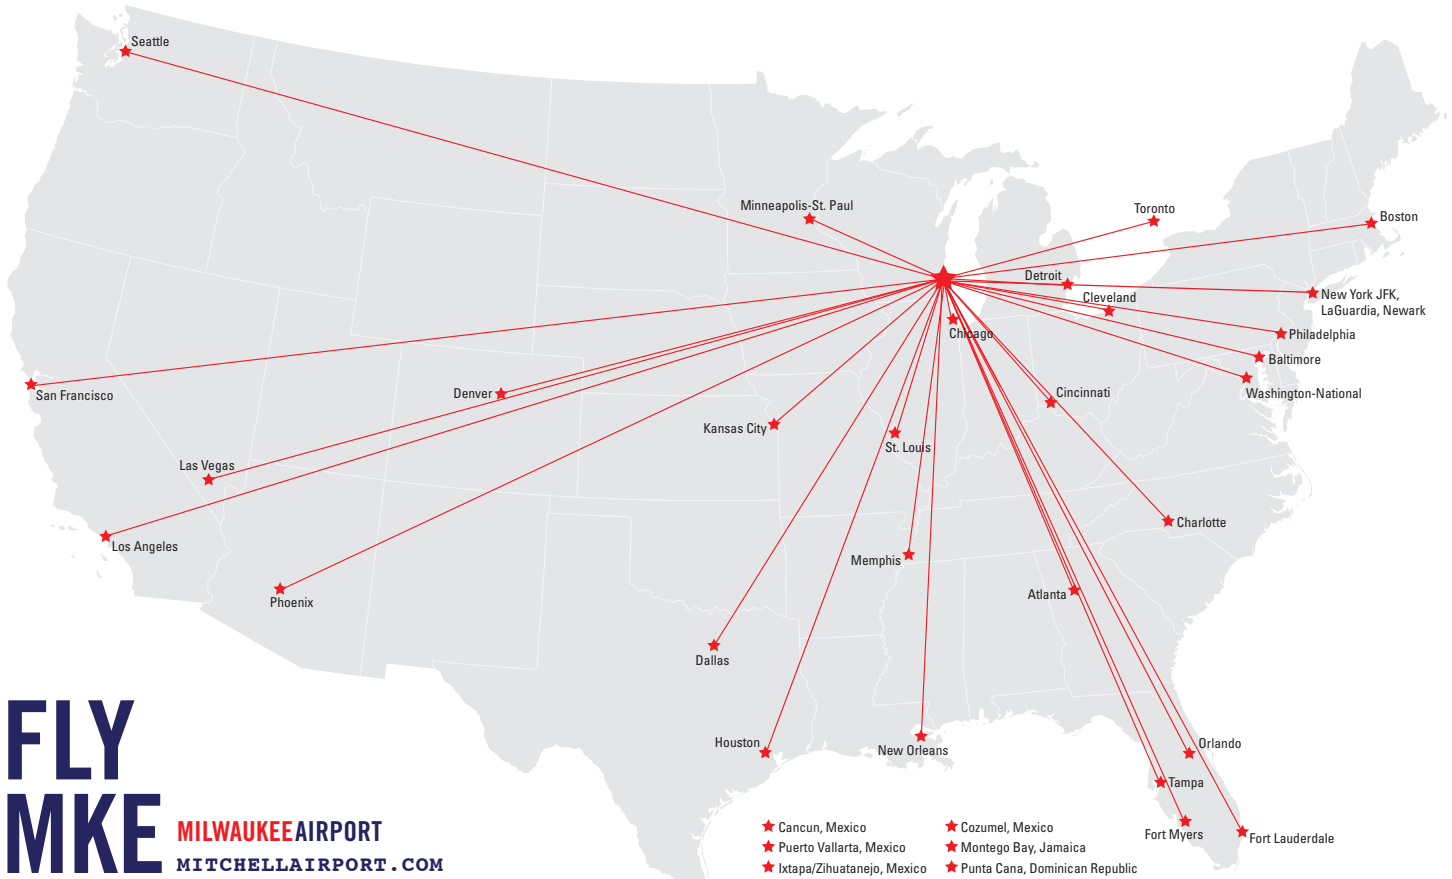 Seattle
Minneapolis-St. Paul
Toronto
Boston
Detroit
Cleveland
New York JFK,
LaGuardia, Newark
Chicago
Philadelphia
Baltimore
Washington-National
San Francisco
Denver
Cincinnati
Kansas City
St. Louis
Las Vegas
Charlotte
Los Angeles
Memphis
Atlanta
Phoenix
Dallas
Houston
New Orleans
Orlando
Tampa
Fort Myers
Fort Lauderdale
FLY
MKE
MILWAUKEEAIRPORT
MITCHELLAIRPORT.COM
Cancun, Mexico
Puerto Vallarta, Mexico
Ixtapa/Zihuatanejo, Mexico
Cozumel, Mexico
Montego Bay, Jamaica
Punta Cana, Dominican Republic